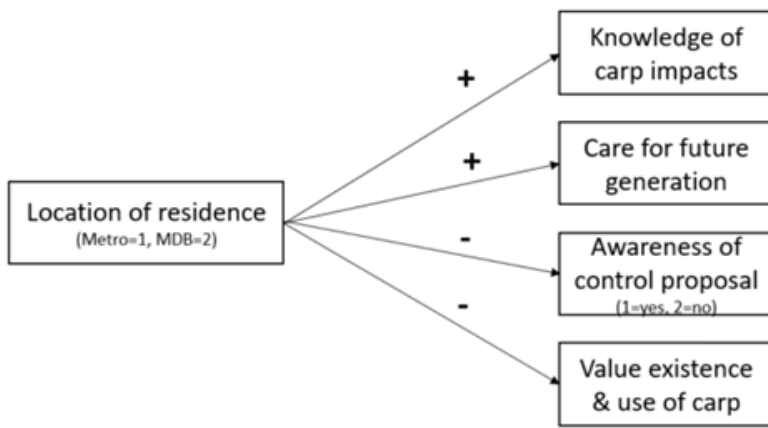 Knowledge of
carp impacts
+
+
Care for future
generation
Location of residence
(Metro=1, MDB=2)
-
Awareness of
control proposal
(1=yes, 2=no)
-
Value existence
& use of carp